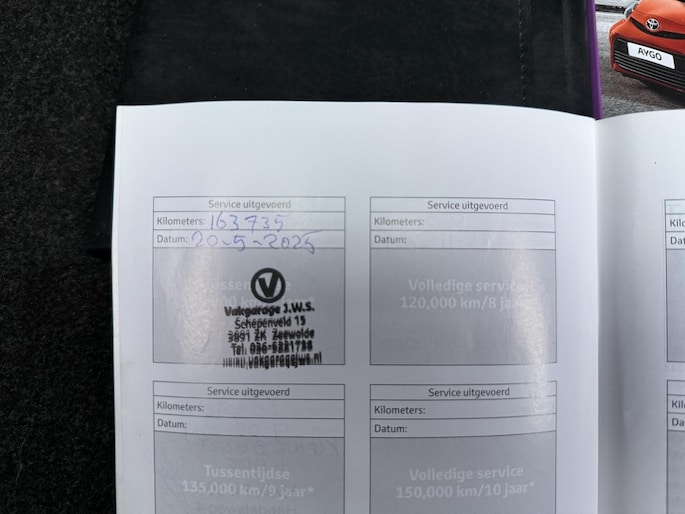 AYGO
Service uitgevoerd
Kilometers: 163735
Datum: 20-5-2025
Tussentijdse
Vakgarage J.W.S.
Schepenveld 15
3891 ZK Zeewolde
Service uitgevoerd
Kilometers:
Datum:
Volledige service
120,000 km/8 jaar*
Service uitgevoerd
Kilometers:
Datum:
Tussentijdse
135,000 km/9 jaar*
Service uitgevoerd
Kilometers:
Datum:
Volledige service
150,000 km/10 jaar*